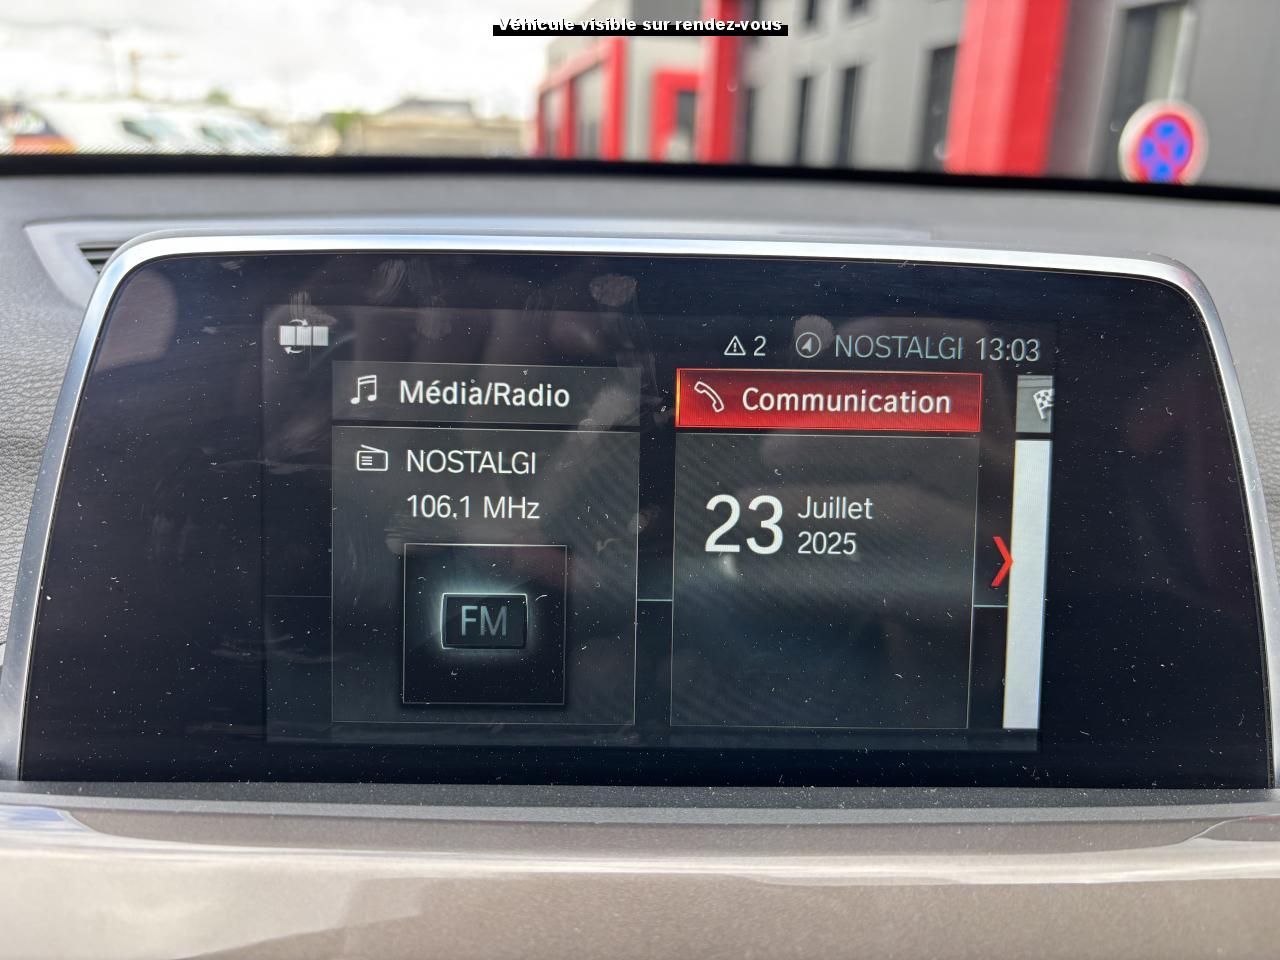 Véhicule visible sur rendez-vous
2 NOSTALGI 13:03
Média/Radio
Communication
NOSTALGI
106.1 MHz
FM
23 Juillet
2025